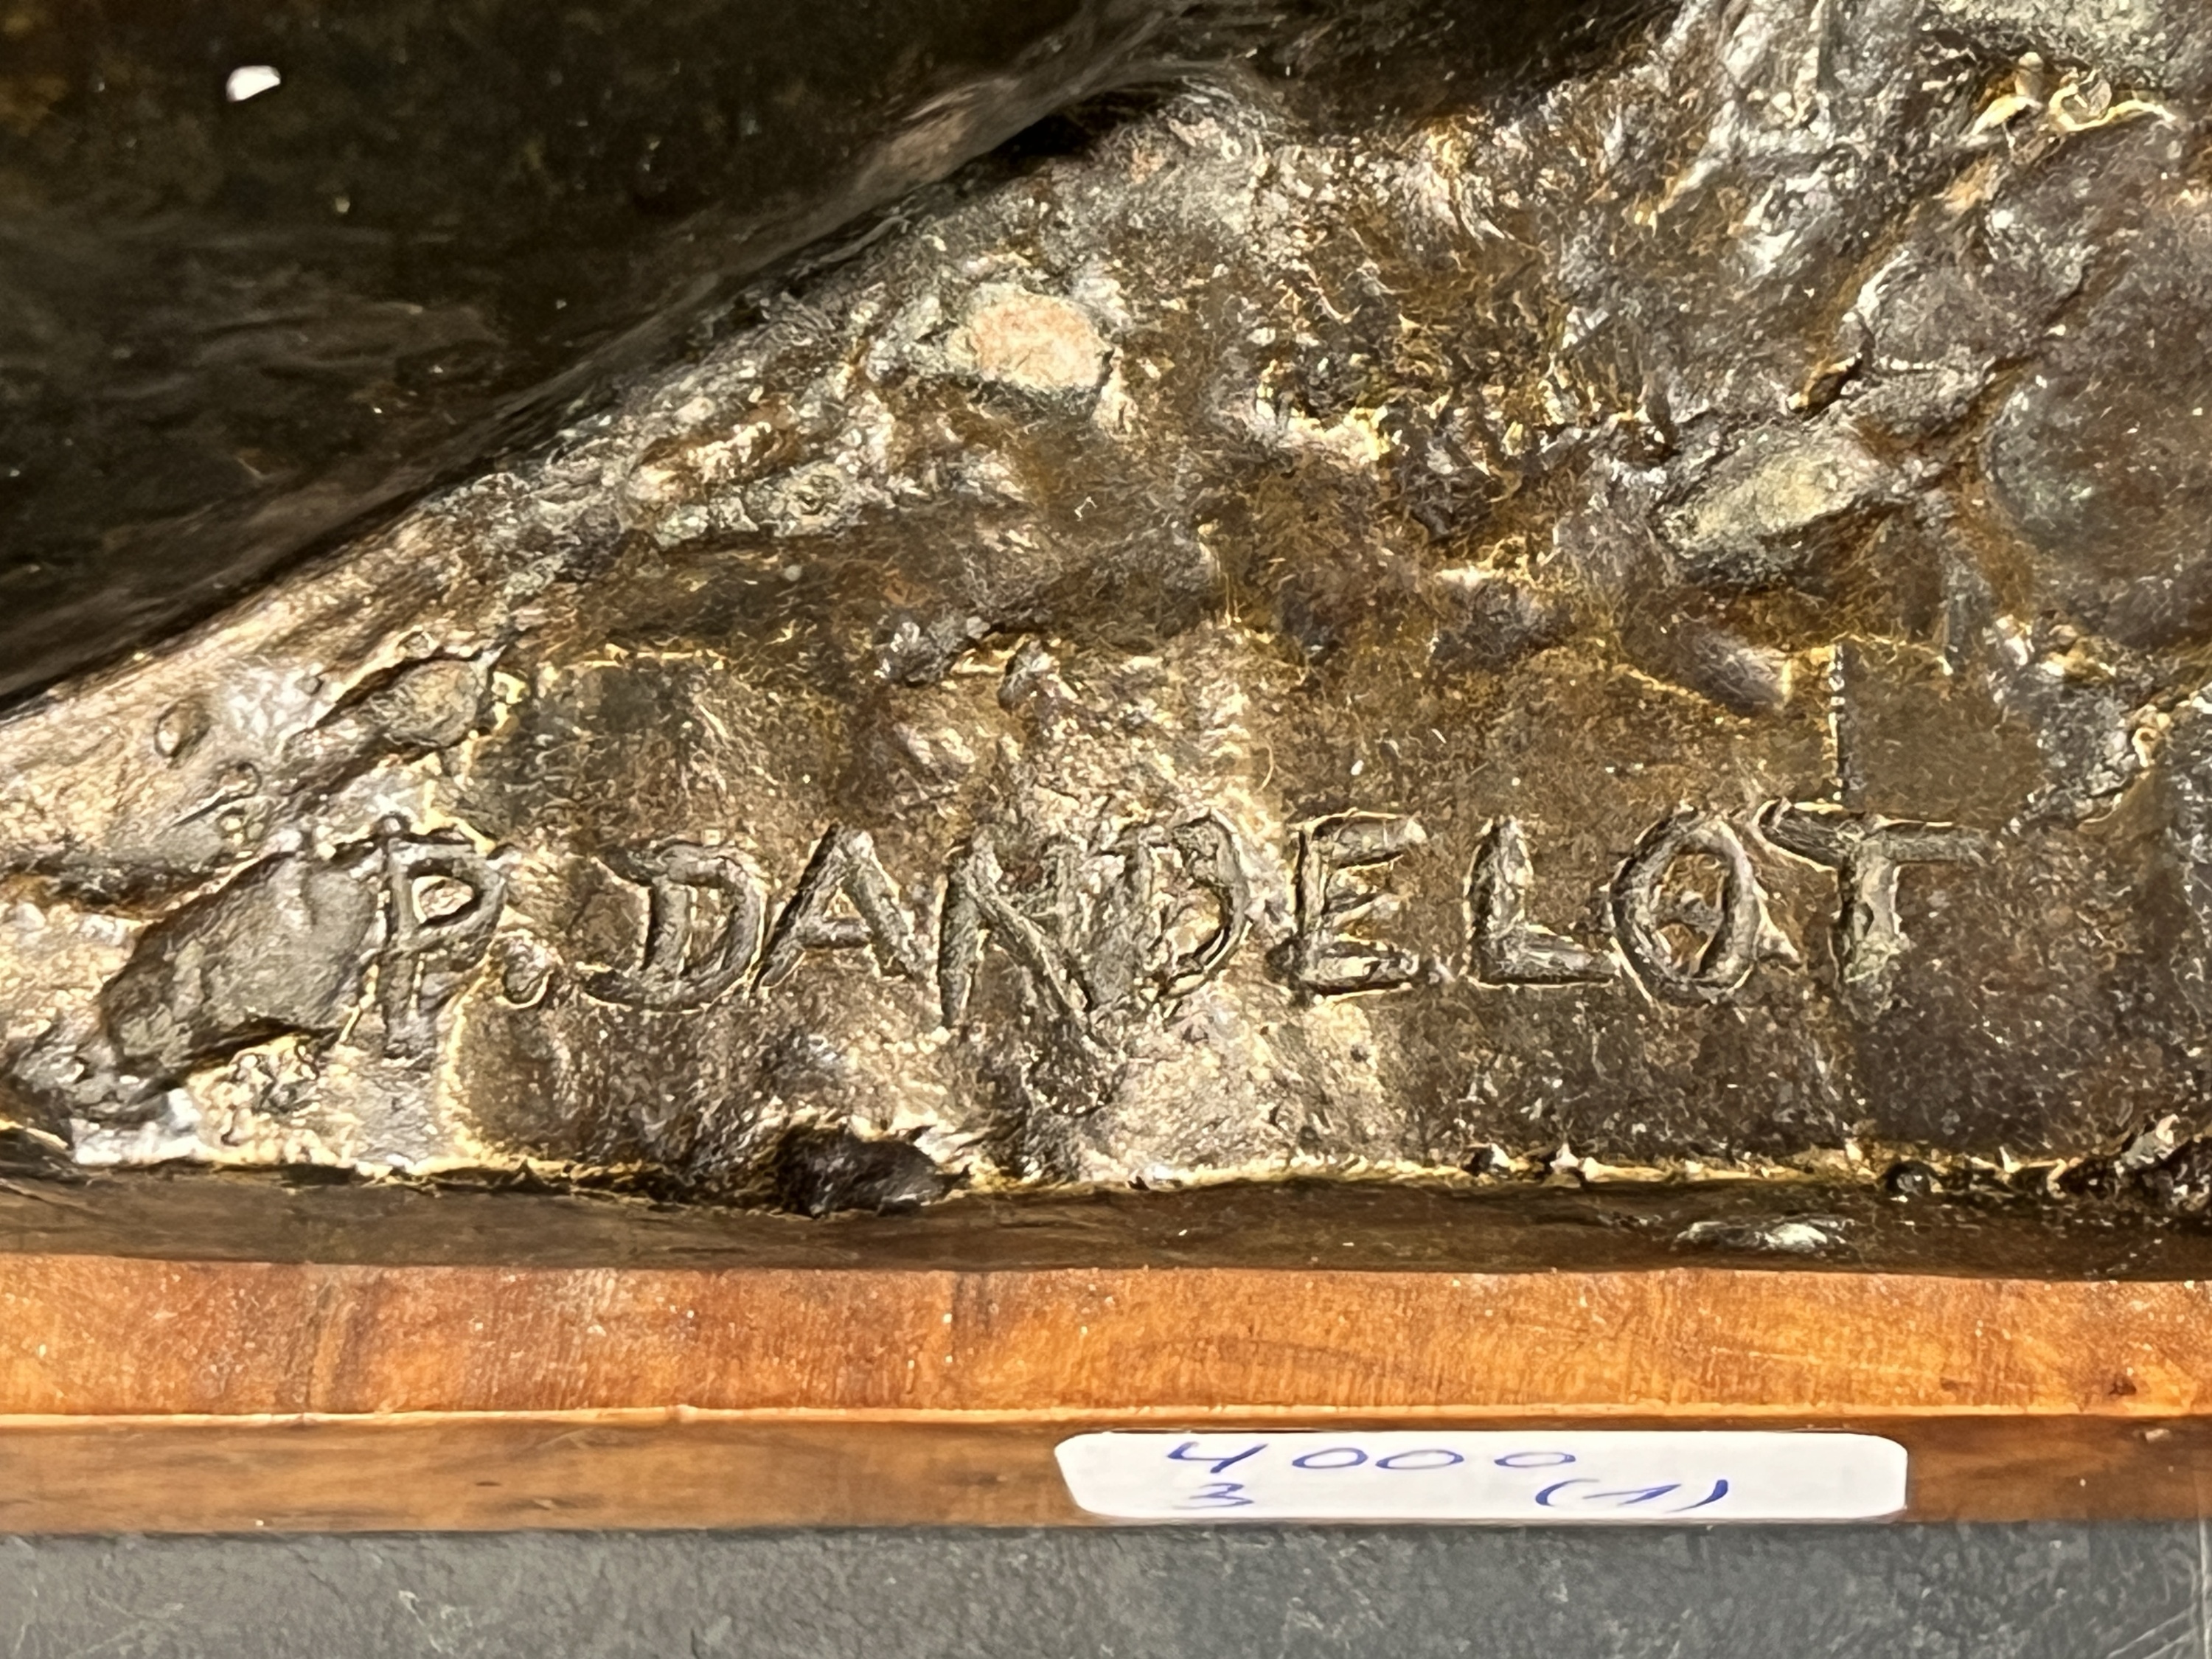 P. DANDELOT
4000
3 (1)